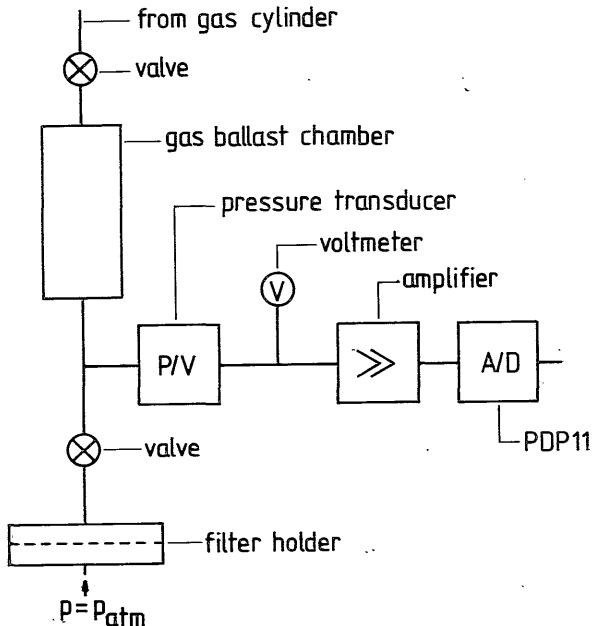 from gas cylinder
valve
gas ballast chamber
pressure transducer
voltmeter
V
amplifier
P/V
≫
A/D
PDP11
valve
filter holder
p=Patm